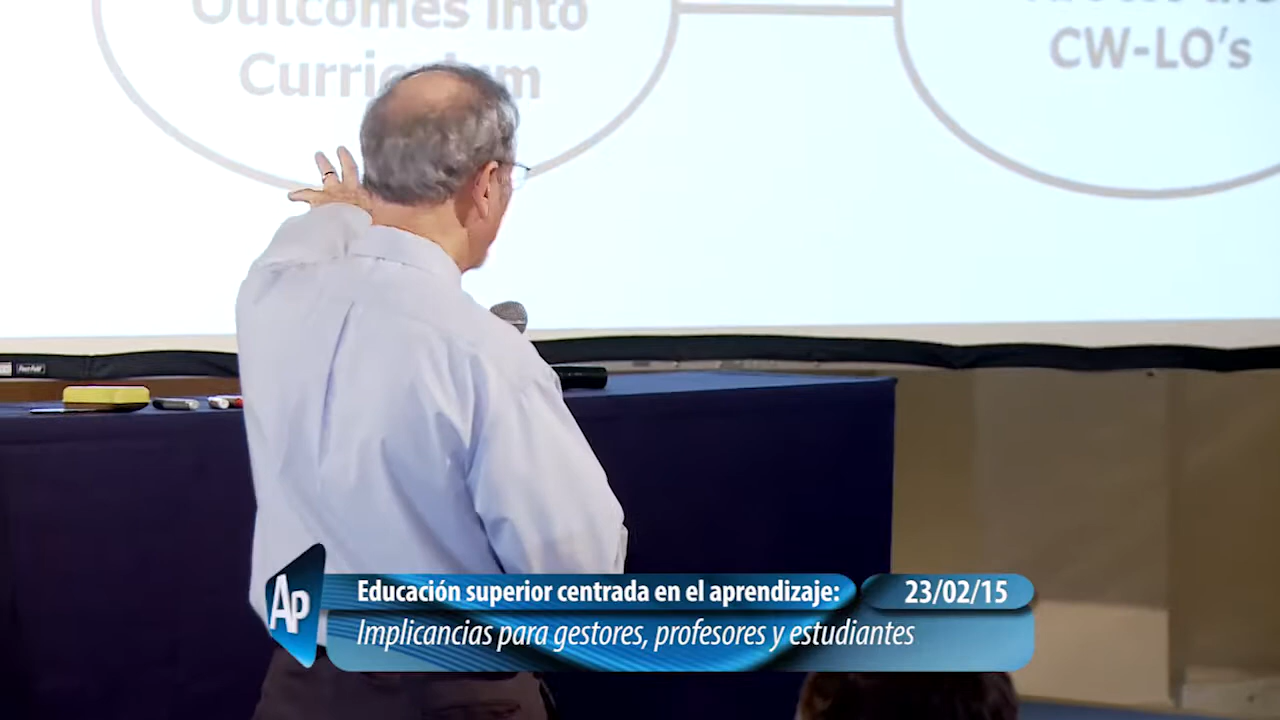 Outcomes into
Curriculum
CW-LO's
Ap
Educación superior centrada en el aprendizaje:
23/02/15
Implicancias para gestores, profesores y estudiantes